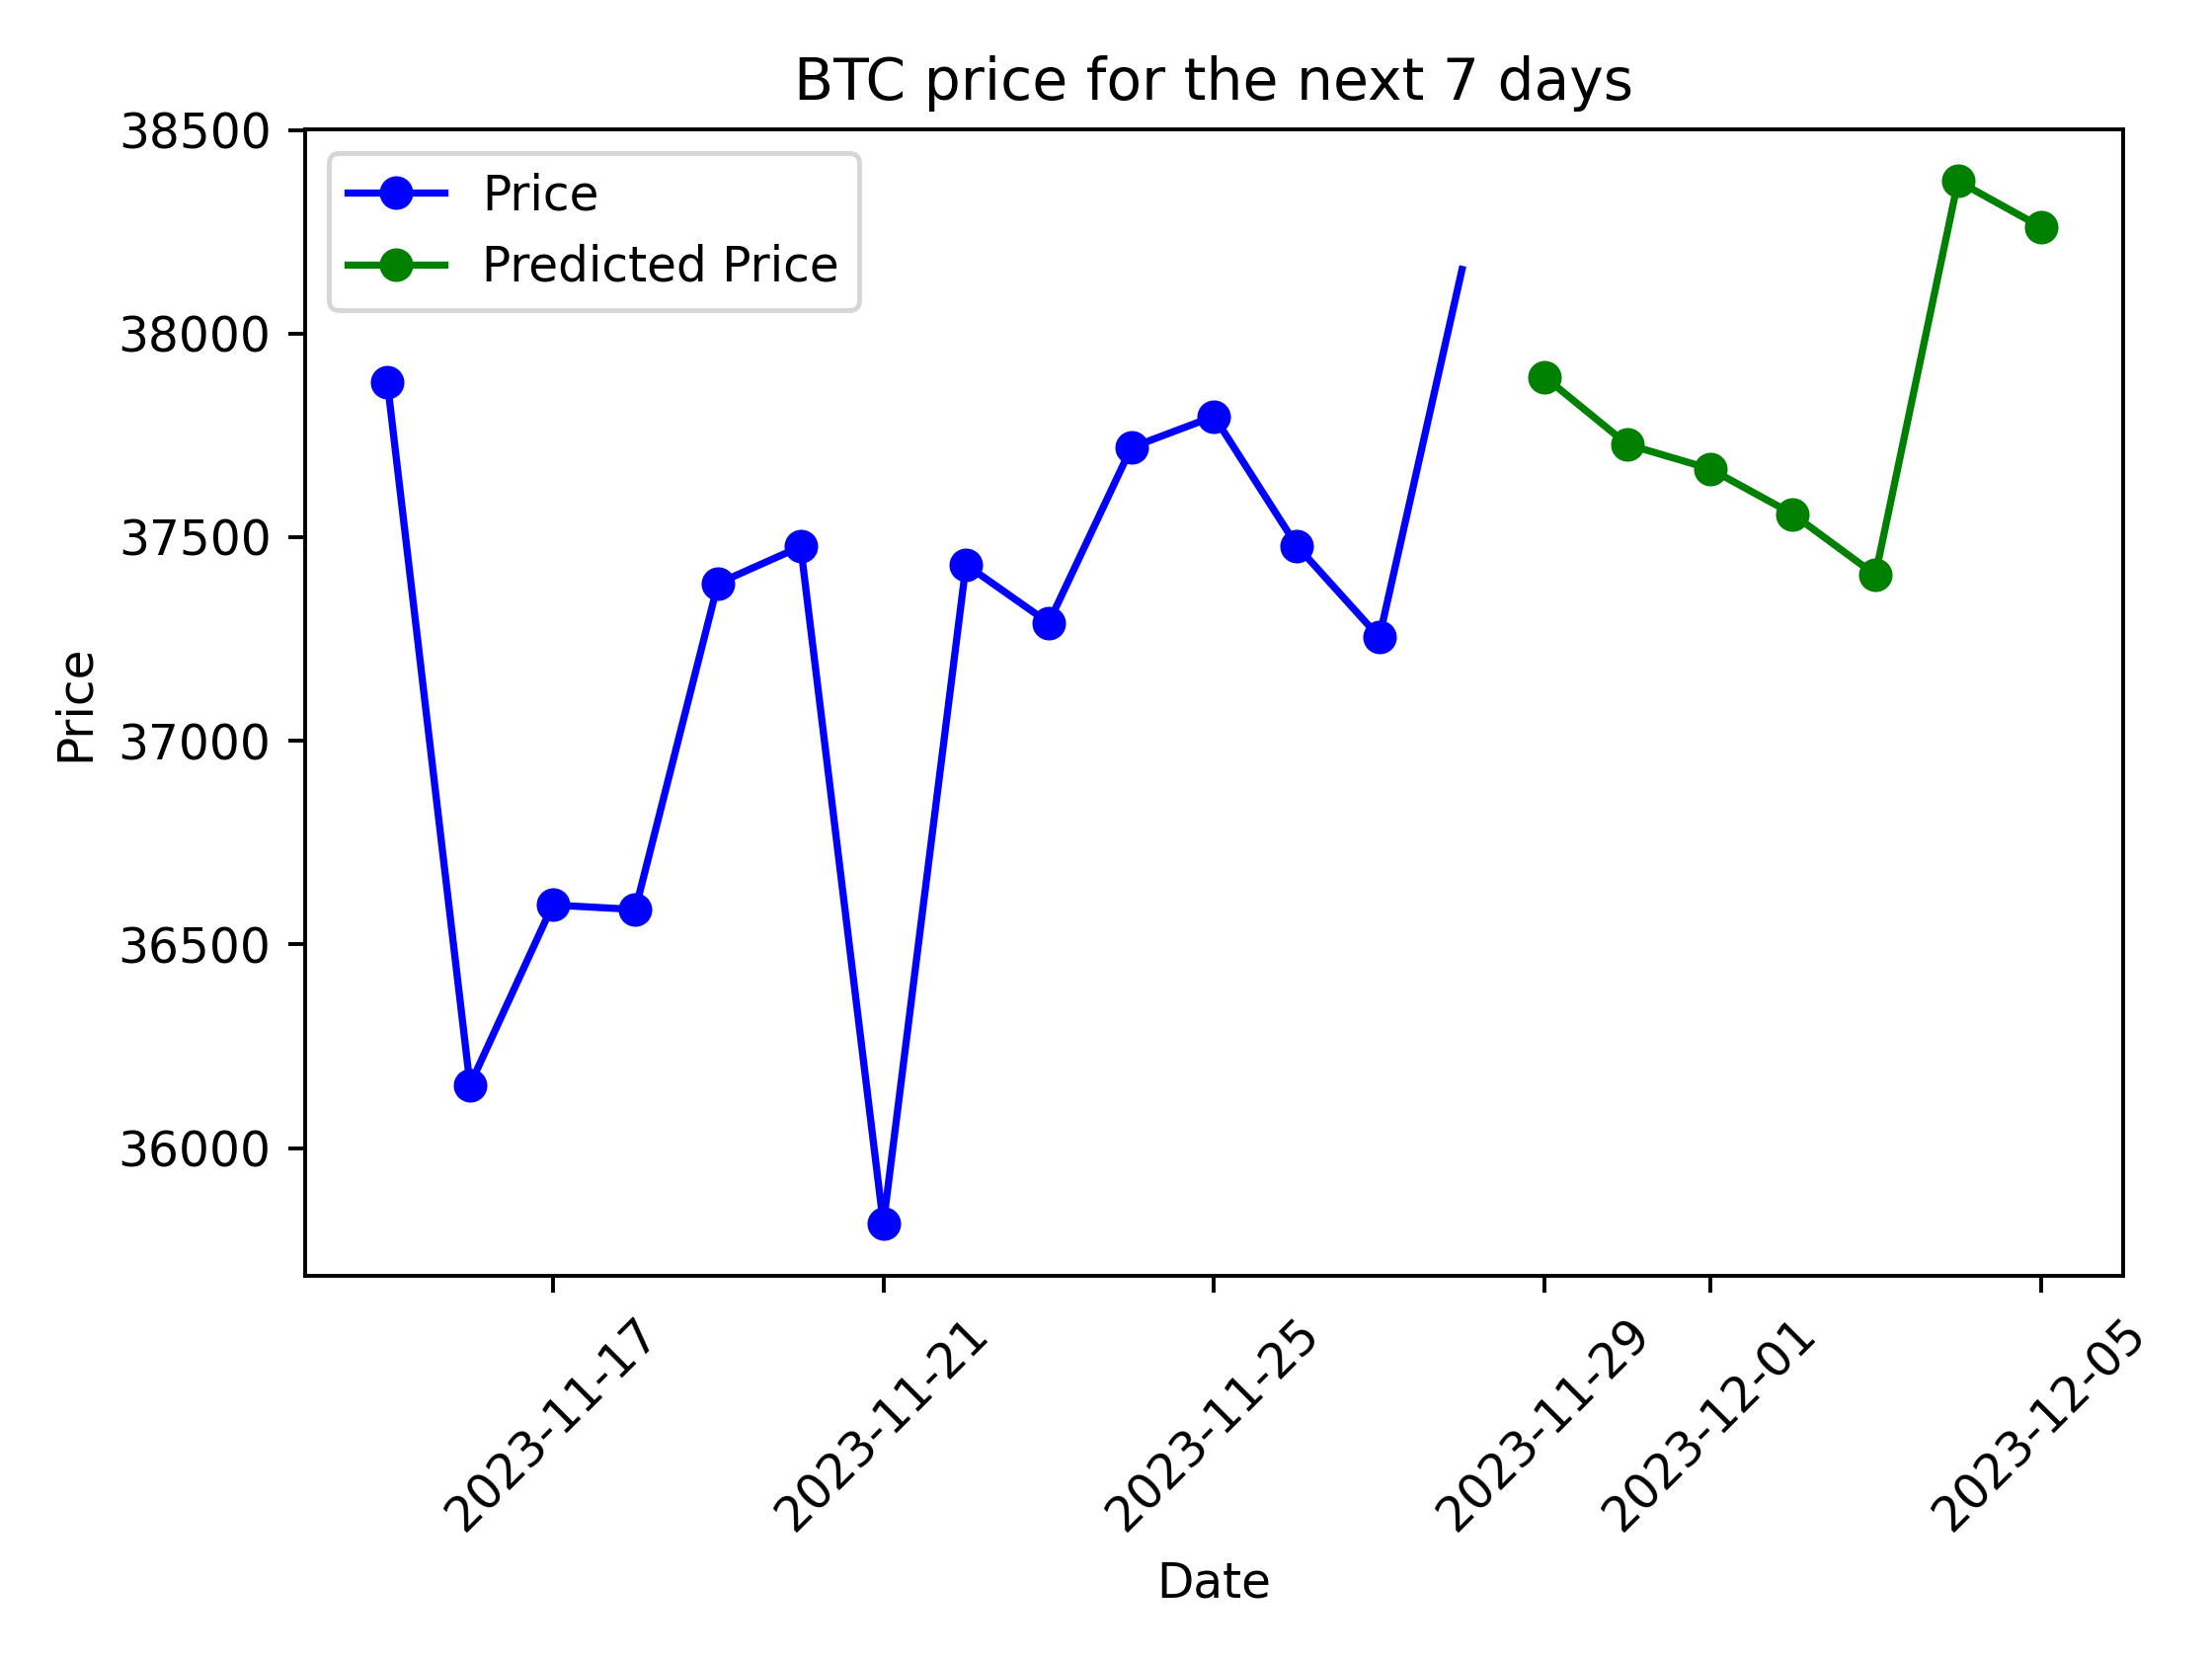 BTC price for the next 7 days
38500
38000
37500
37000
36500
36000
Price
Price
Predicted Price
2023-11-17
2023-11-21
2023-11-25
2023-11-29
2023-12-01
2023-12-05
Date